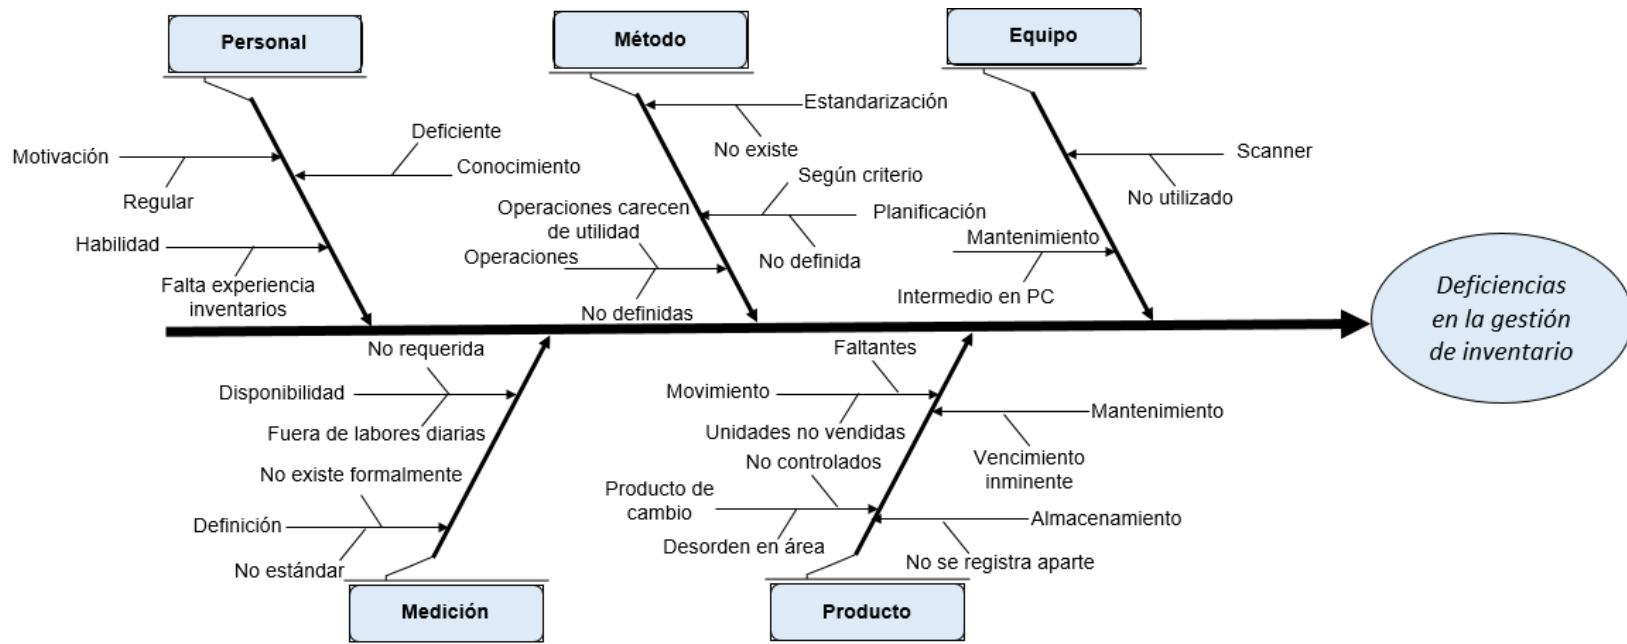 Personal
Método
Equipo
Estandarización
Deficiente
No existe
Scanner
Motivación
Conocimiento
Según criterio
Regular
No utilizado
Operaciones carecen
de utilidad
Planificación
Habilidad
Mantenimiento
Operaciones
No definida
Falta experiencia
inventarios
Intermedio en PC
No definidas
Deficiencias
en la gestión
de inventario
No requerida
Faltantes
Disponibilidad
Movimiento
Mantenimiento
Fuera de labores diarias
Unidades no vendidas
No existe formalmente
No controlados
Vencimiento
inminente
Producto de
cambio
Definición
Almacenamiento
Desorden en área
No estándar
No se registra aparte
Medición
Producto